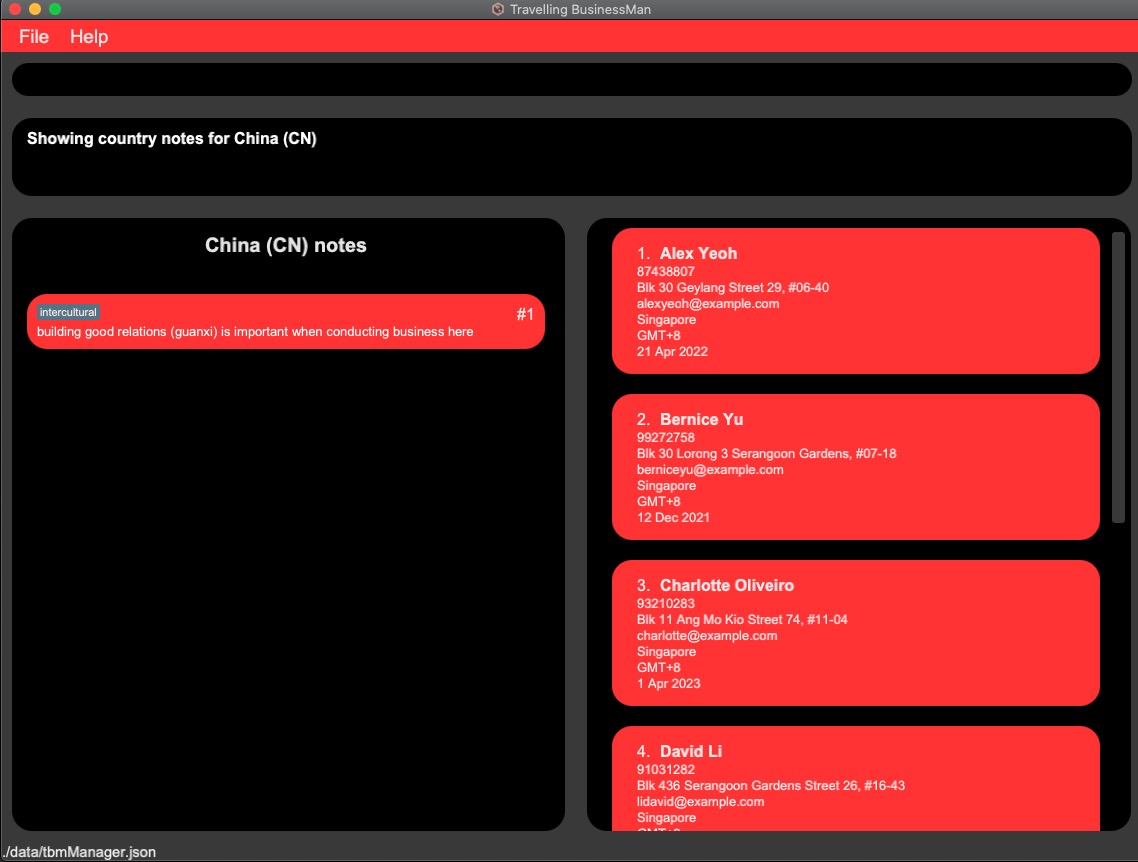 Travelling BusinessMan
File Help
Showing country notes for China (CN)
China (CN) notes
intercultural
#1
building good relations (guanxi) is important when conducting business here
1. Alex Yeoh
87438807
Blk 30 Geylang Street 29, #06-40
alexyeoh@example.com
Singapore
GMT+8
21 Apr 2022
2. Bernice Yu
99272758
Blk 30 Lorong 3 Serangoon Gardens, #07-18
berniceyu@example.com
Singapore
GMT+8
12 Dec 2021
3. Charlotte Oliveiro
93210283
Blk 11 Ang Mo Kio Street 74, #11-04
charlotte@example.com
Singapore
GMT+8
1 Apr 2023
4. David Li
91031282
Blk 436 Serangoon Gardens Street 26, #16-43
lidavid@example.com
Singapore
./data/tbmManager.json